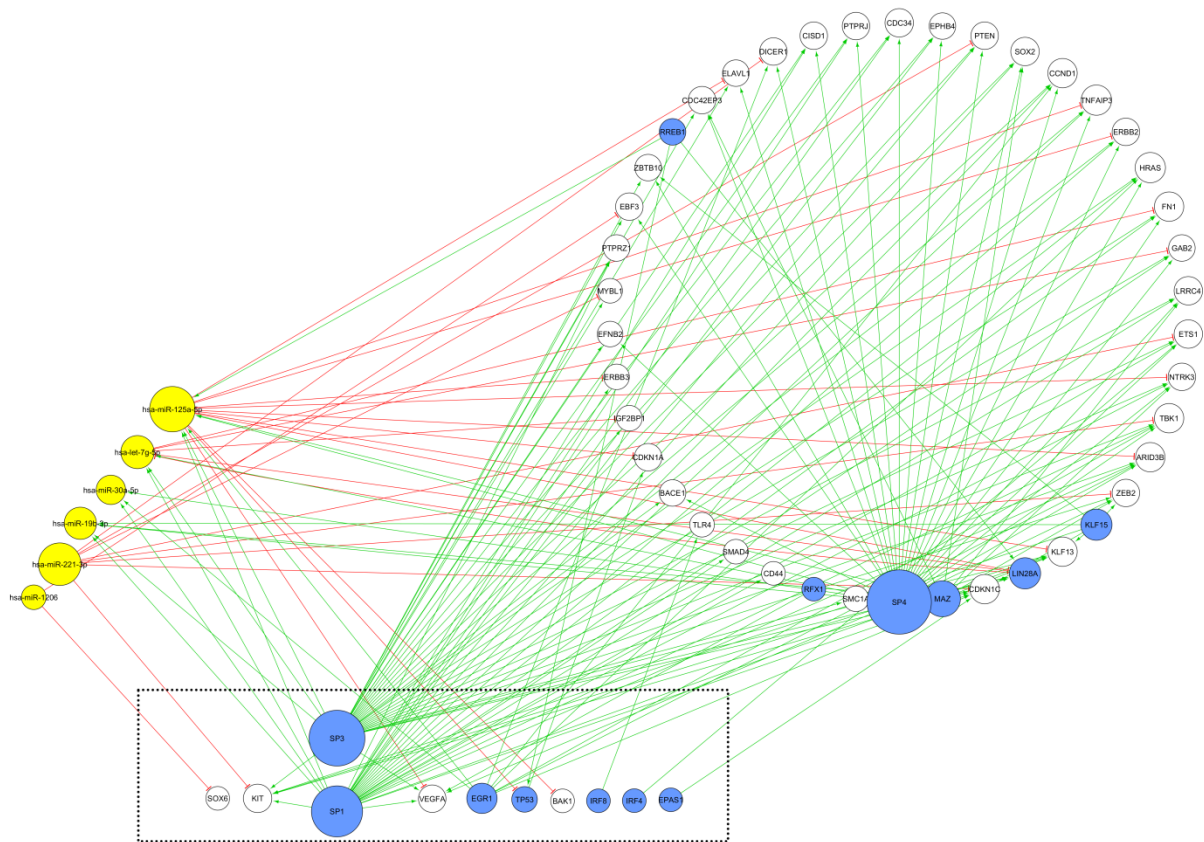 PTPRJ
CDC34
EPHB4
CISD1
PTEN
DICER1
SOX2
ELAVL1
CCND1
CDC42EP3
TNFAIP3
RREB1
ERBB2
ZBTB10
HRAS
EBF3
FN1
PTPRZ1
GAB2
MYBL1
LRRC4
EFNB2
ETS1
ERBB3
NTRK3
hsa-miR-125a-5p
IGF2BP1
TBK1
hsa-let-7g-5p
CDKN1A
ARID3B
hsa-miR-30a-5p
BACE1
ZEB2
hsa-miR-19b-3p
TLR4
KLF15
hsa-miR-221-3p
SMAD4
KLF13
CD44
LIN28A
hsa-miR-1206
RFX1
SMC1A
SP4
MAZ
CDKN1C
SP3
SOX6
KIT
SP1
VEGFA
EGR1
TP53
BAK1
IRF8
IRF4
EPAS1